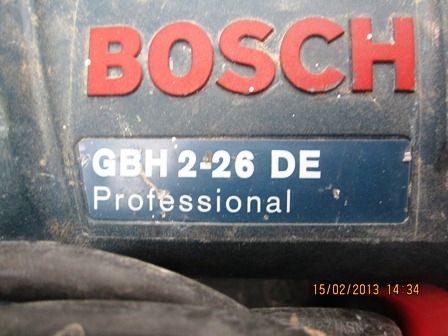 BOSCH
GBH 2-26 DE
Professional
15/02/2013 14:34